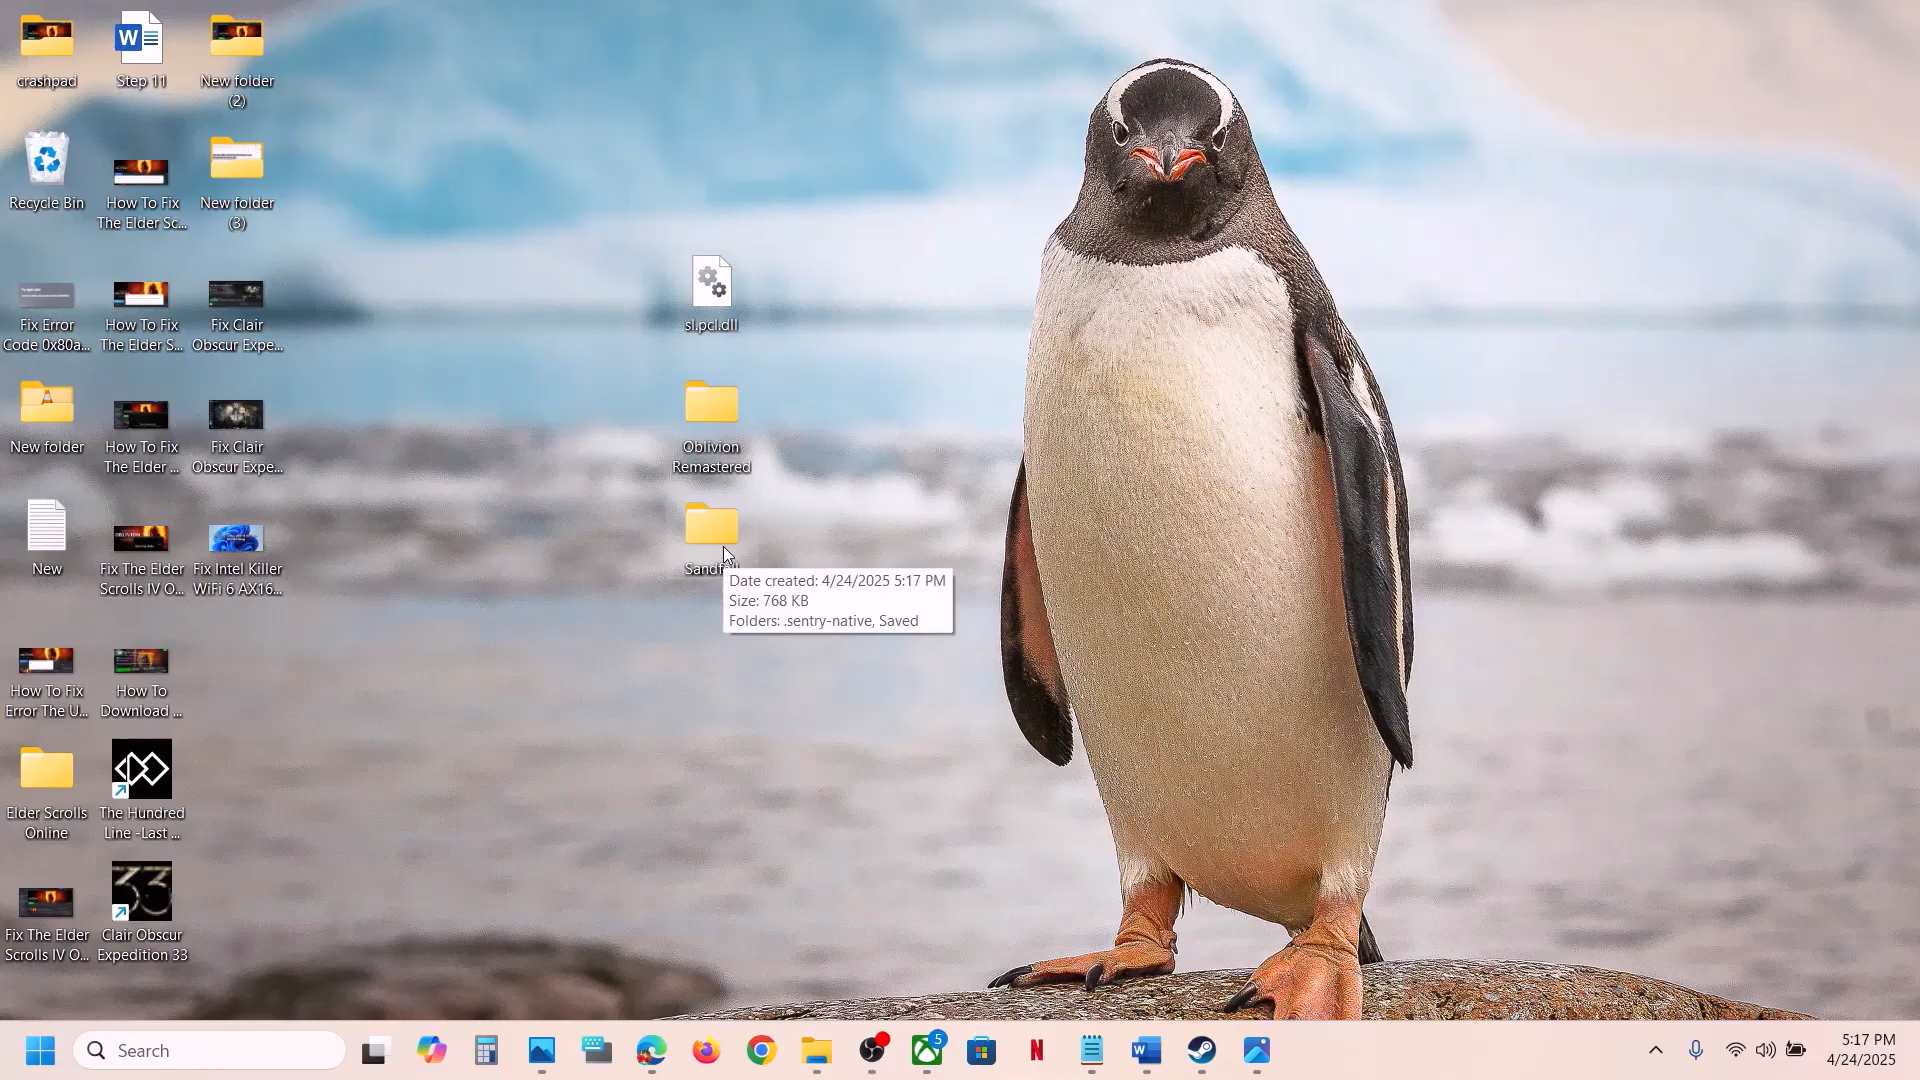 crashpad
Step 11
New folder
(2)
Recycle Bin
How To Fix
The Elder Sc...
New folder
(3)
sl.pcl.dll
Fix Error
Code 0x80a...
How To Fix
The Elder S...
Fix Clair
Obscur Expe...
New folder
How To Fix
The Elder ...
Fix Clair
Obscur Expe...
Oblivion
Remastered
New
Fix The Elder
Scrolls IV O...
Fix Intel Killer
WiFi 6 AX16...
Date created: 4/24/2025 5:17 PM
Size: 768 KB
Folders: .sentry-native, Saved
How To Fix
Error The U...
How To
Download ...
Elder Scrolls
Online
The Hundred
Line -Last ...
33
Fix The Elder
Scrolls IV O...
Clair Obscur
Expedition 33
Search
5
5:17 PM
4/24/2025